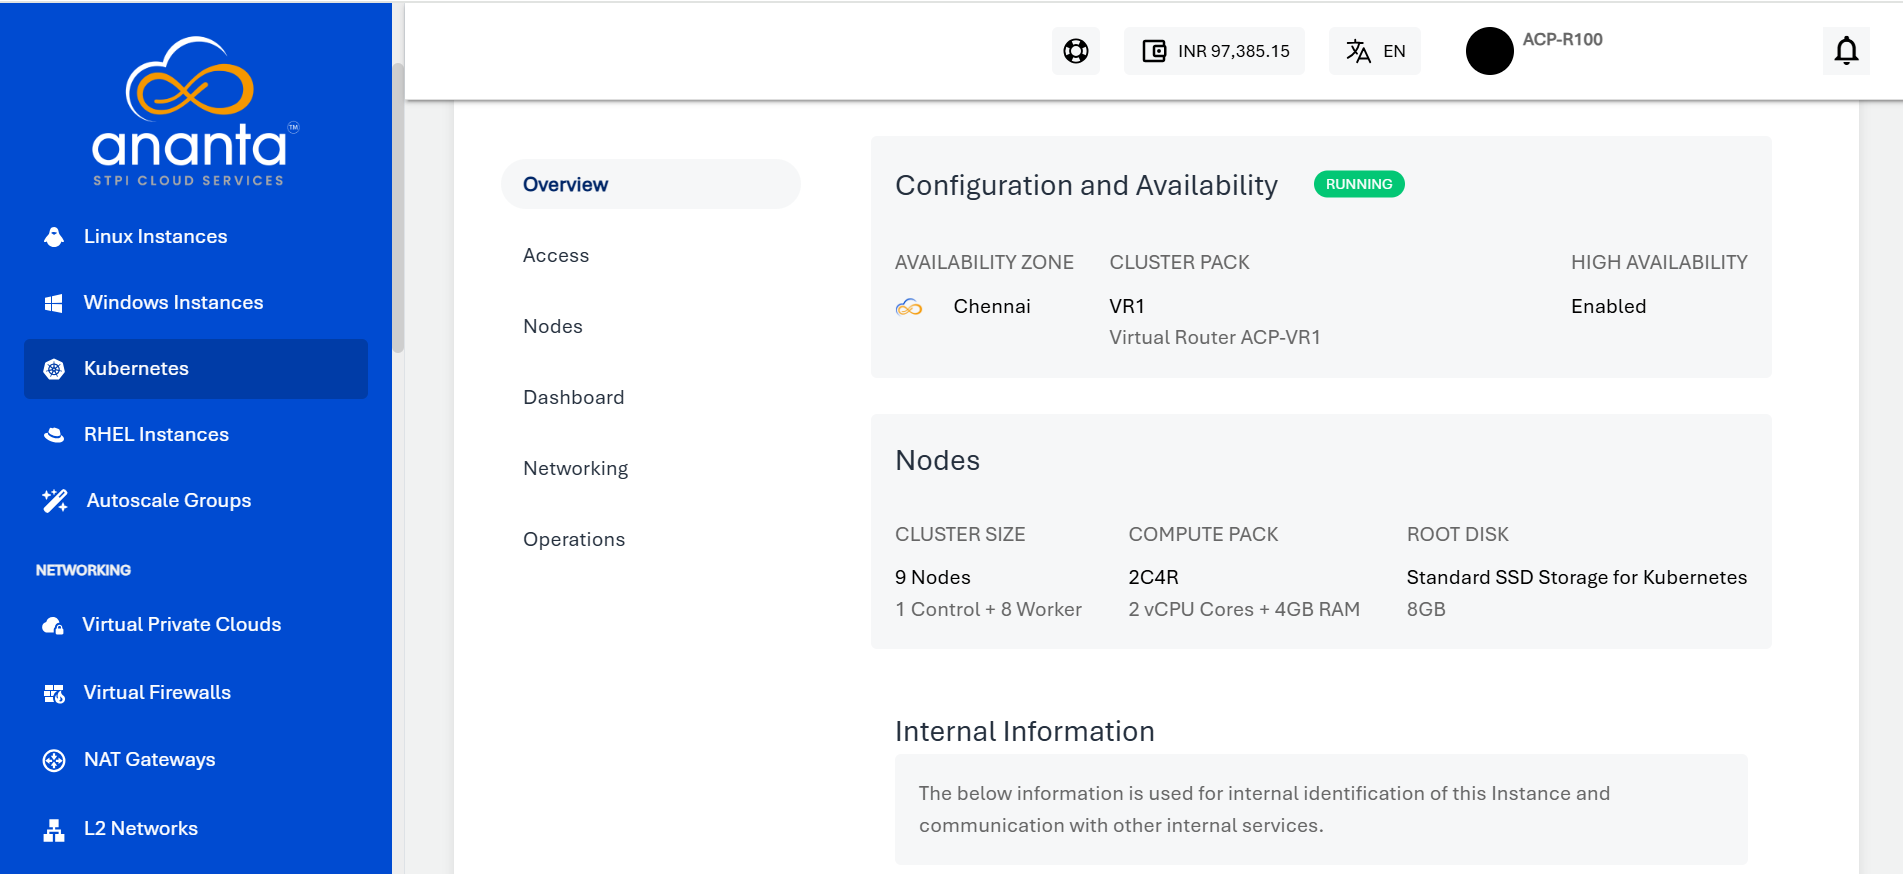 ananta™
STPI CLOUD SERVICES
Linux Instances
Windows Instances
Kubernetes
RHEL Instances
Autoscale Groups
NETWORKING
Virtual Private Clouds
Virtual Firewalls
NAT Gateways
L2 Networks
INR 97,385.15
EN
ACP-R100
Overview
Access
Nodes
Dashboard
Networking
Operations
Configuration and Availability
RUNNING
AVAILABILITY ZONE
Chennai
CLUSTER PACK
VR1
Virtual Router ACP-VR1
HIGH AVAILABILITY
Enabled
Nodes
CLUSTER SIZE
9 Nodes
1 Control + 8 Worker
COMPUTE PACK
2C4R
2 vCPU Cores + 4GB RAM
ROOT DISK
Standard SSD Storage for Kubernetes
8GB
Internal Information
The below information is used for internal identification of this Instance and
communication with other internal services.